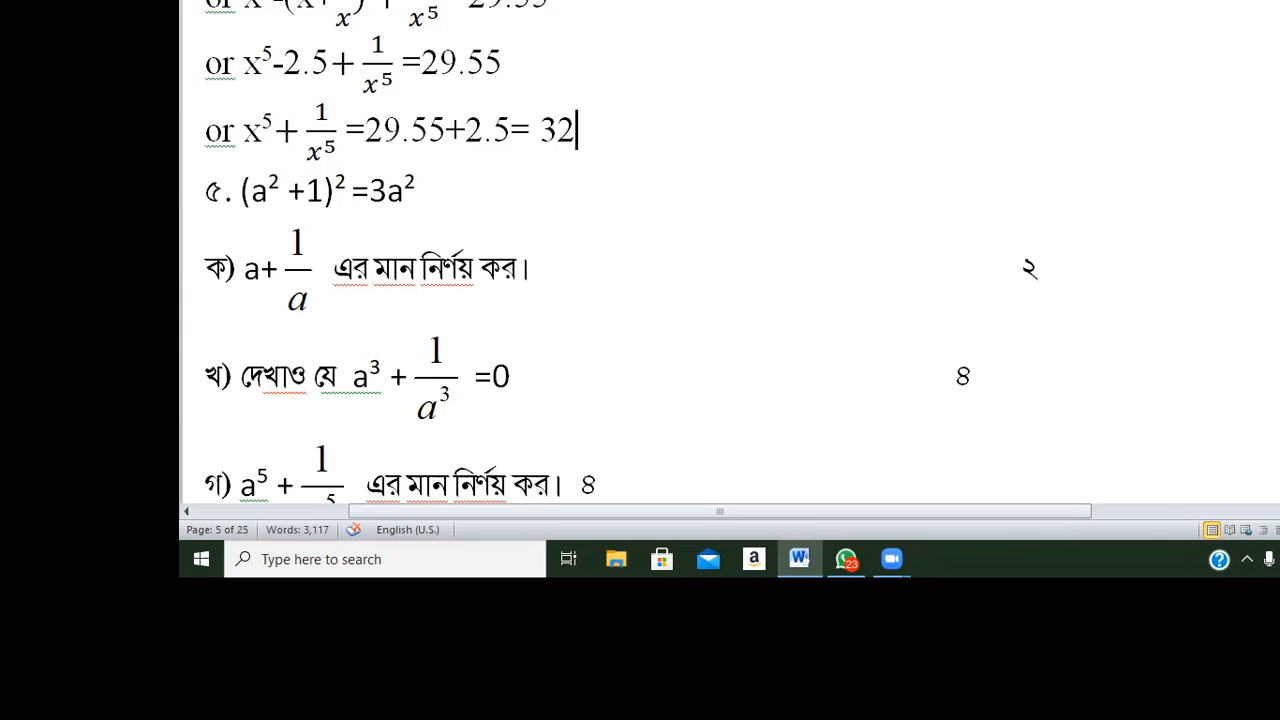 or x⁵-2.5+ 1/x⁵ =29.55
or x⁵+ 1/x⁵ =29.55+2.5= 32
৫. (a² +1)² =3a²
ক) a+ 1/a এর মান নির্ণয় কর। ২
খ) দেখাও যে a³ + 1/a³ =0 ৪
গ) a⁵ + 1/ ⁵ এর মান নির্ণয় কর। ৪
Page: 5 of 25 Words: 3,117 English (U.S.)
Type here to search a W 23 ?